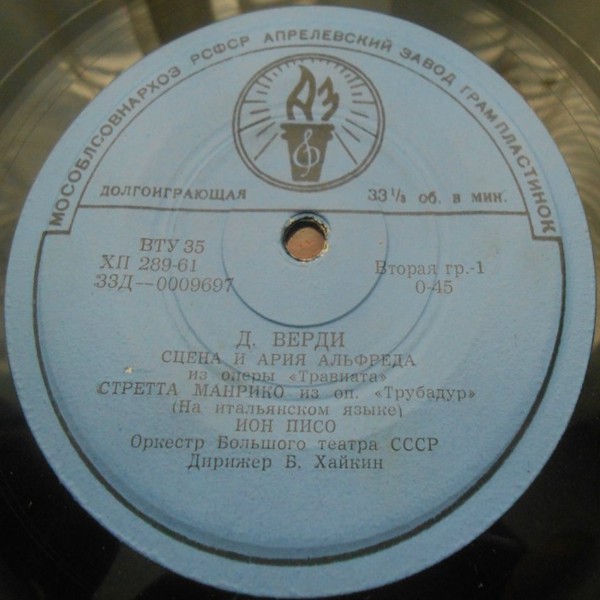 МОСОБЛСОВНАРХОЗ РСФСР АПРЕЛЕВСКИЙ ЗАВОД ГРАМПЛАСТИНОК
АЗ
ДОЛГОИГРАЮЩАЯ 33⅓ об. в мин.
ВТУ 35
ХП 289-61 Вторая гр.-1
33Д—0009697 0-45
Д. ВЕРДИ
СЦЕНА И АРИЯ АЛЬФРЕДА
из оперы «Травиата»
СТРЕТТА МАНРИКО из оп. «Трубадур»
(На итальянском языке)
ИОН ПИСО
Оркестр Большого театра СССР
Дирижер Б. Хайкин